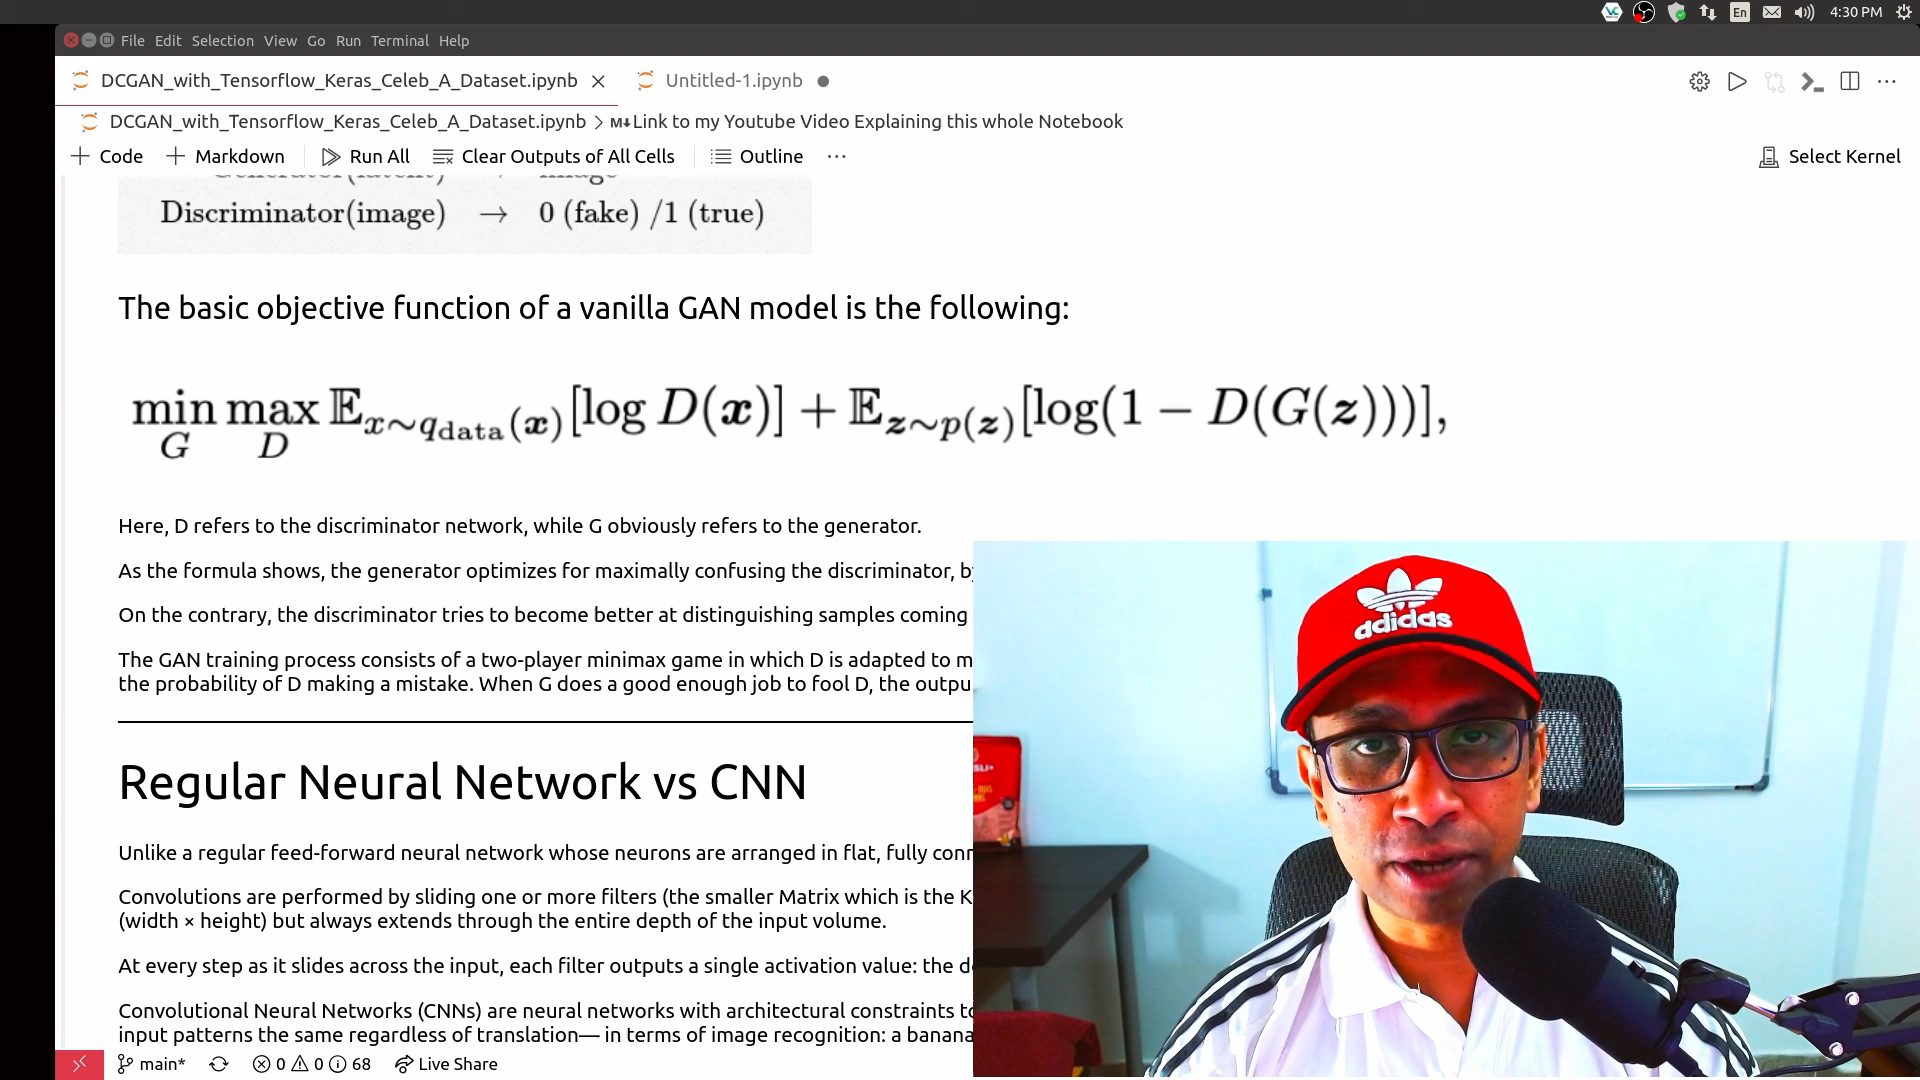 En 4:30 PM
File Edit Selection View Go Run Terminal Help
DCGAN_with_Tensorflow_Keras_Celeb_A_Dataset.ipynb Untitled-1.ipynb
DCGAN_with_Tensorflow_Keras_Celeb_A_Dataset.ipynb > M↓Link to my Youtube Video Explaining this whole Notebook
+ Code + Markdown Run All Clear Outputs of All Cells Outline ... Select Kernel
Generator(latent) → image
Discriminator(image) → 0 (fake) /1 (true)
The basic objective function of a vanilla GAN model is the following:
min_G max_D 𝔼_{x∼q_data(x)}[log D(x)] + 𝔼_{z∼p(z)}[log(1 − D(G(z)))],
Here, D refers to the discriminator network, while G obviously refers to the generator.
As the formula shows, the generator optimizes for maximally confusing the discriminator, by
On the contrary, the discriminator tries to become better at distinguishing samples coming
The GAN training process consists of a two-player minimax game in which D is adapted to m
the probability of D making a mistake. When G does a good enough job to fool D, the outpu
Regular Neural Network vs CNN
Unlike a regular feed-forward neural network whose neurons are arranged in flat, fully conn
Convolutions are performed by sliding one or more filters (the smaller Matrix which is the K
(width × height) but always extends through the entire depth of the input volume.
At every step as it slides across the input, each filter outputs a single activation value: the d
Convolutional Neural Networks (CNNs) are neural networks with architectural constraints to
input patterns the same regardless of translation— in terms of image recognition: a banana
adidas
main* 0 0 68 Live Share